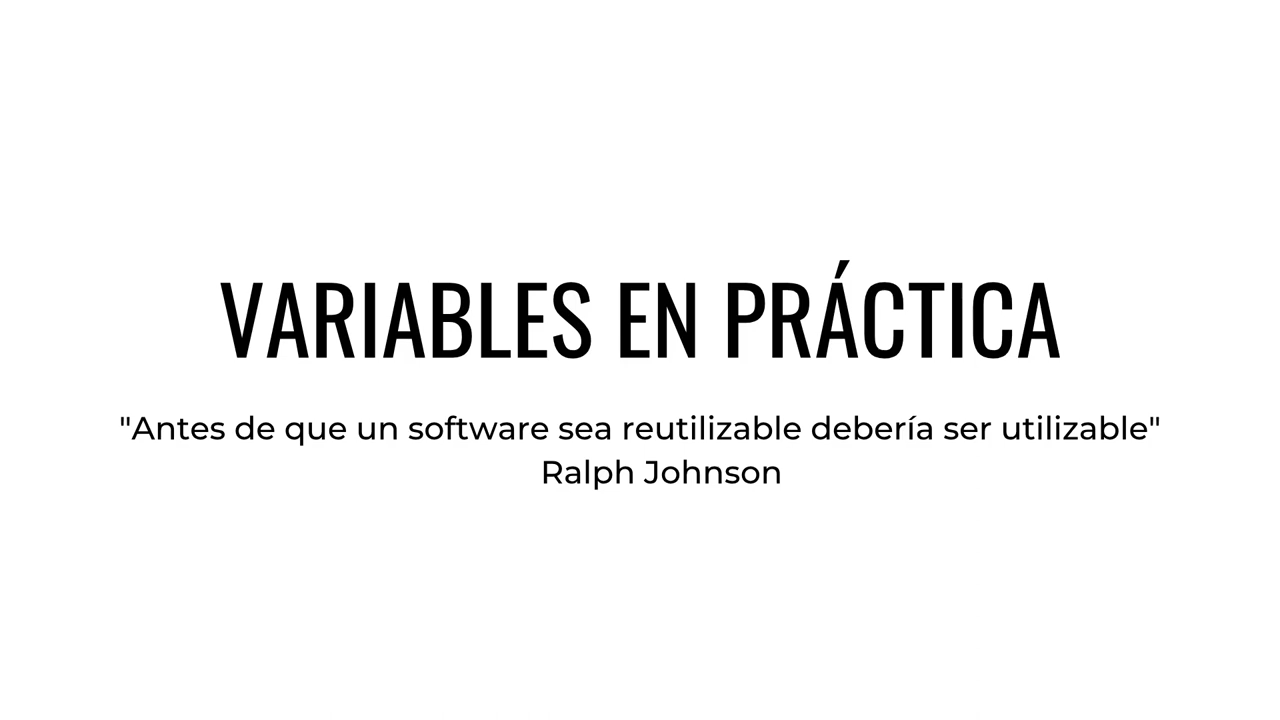 VARIABLES EN PRÁCTICA
"Antes de que un software sea reutilizable debería ser utilizable"
Ralph Johnson